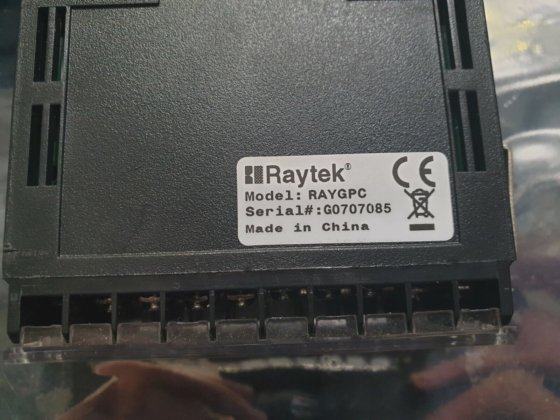 Raytek®
Model: RAYGPC
Serial#:G0707085
Made in China
CE